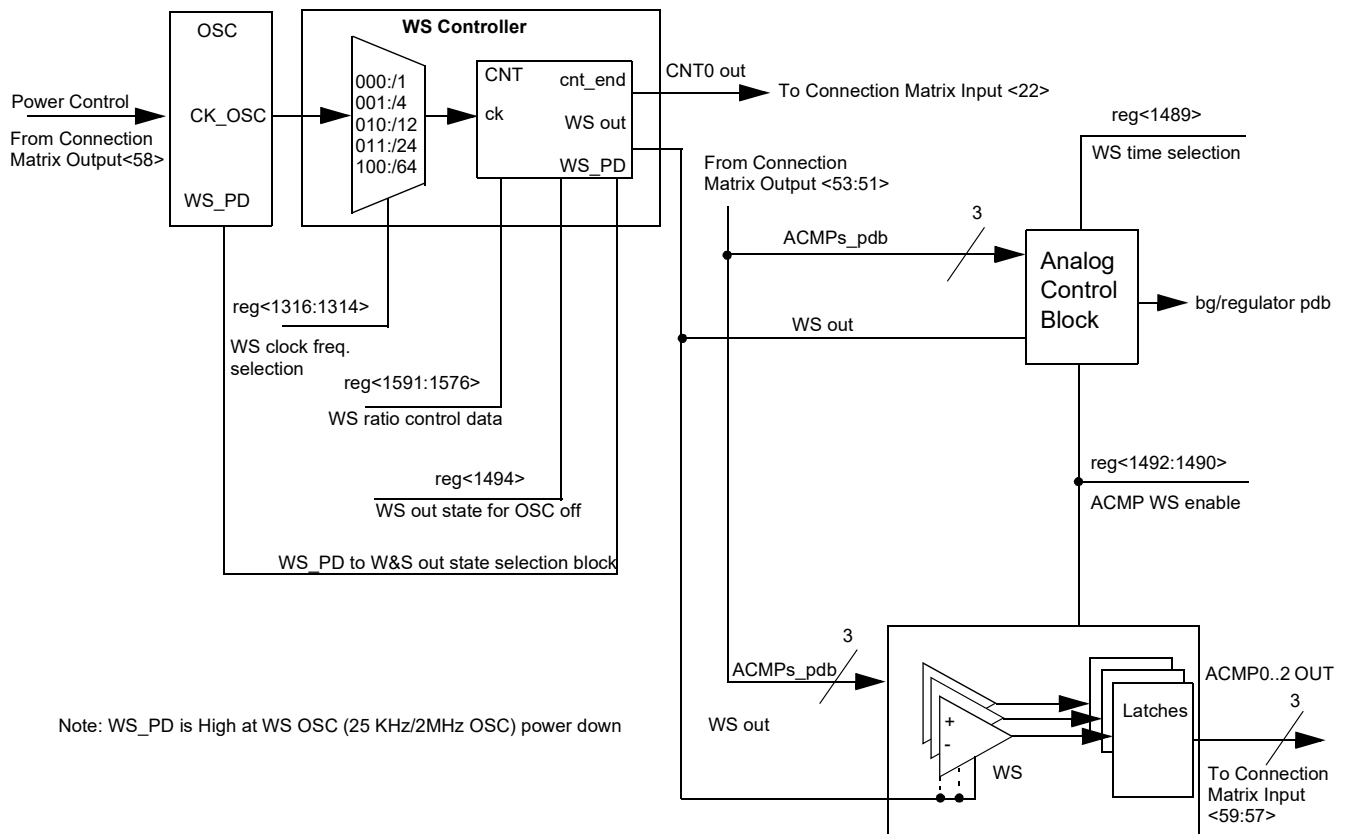 OSC
WS Controller
000:/1
001:/4
010:/12
011:/24
100:/64
CNT
cnt_end
ck
WS out
WS_PD
CNT0 out
To Connection Matrix Input <22>
Power Control
CK_OSC
From Connection
Matrix Output<58>
WS_PD
reg<1489>
WS time selection
From Connection
Matrix Output <53:51>
3
ACMPs_pdb
Analog
Control
Block
bg/regulator pdb
WS out
reg<1316:1314>
WS clock freq.
selection
reg<1591:1576>
WS ratio control data
reg<1494>
WS out state for OSC off
reg<1492:1490>
ACMP WS enable
WS_PD to W&S out state selection block
3
ACMPs_pdb
WS out
+
-
WS
Latches
ACMP0..2 OUT
3
To Connection
Matrix Input
<59:57>
Note: WS_PD is High at WS OSC (25 KHz/2MHz OSC) power down